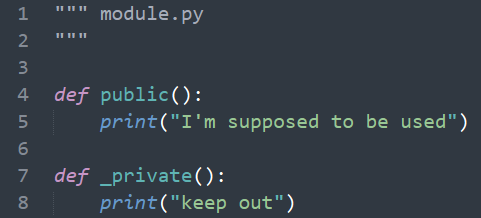 1 """ module.py
2 """
3
4 def public():
5     print("I'm supposed to be used")
6
7 def _private():
8     print("keep out")